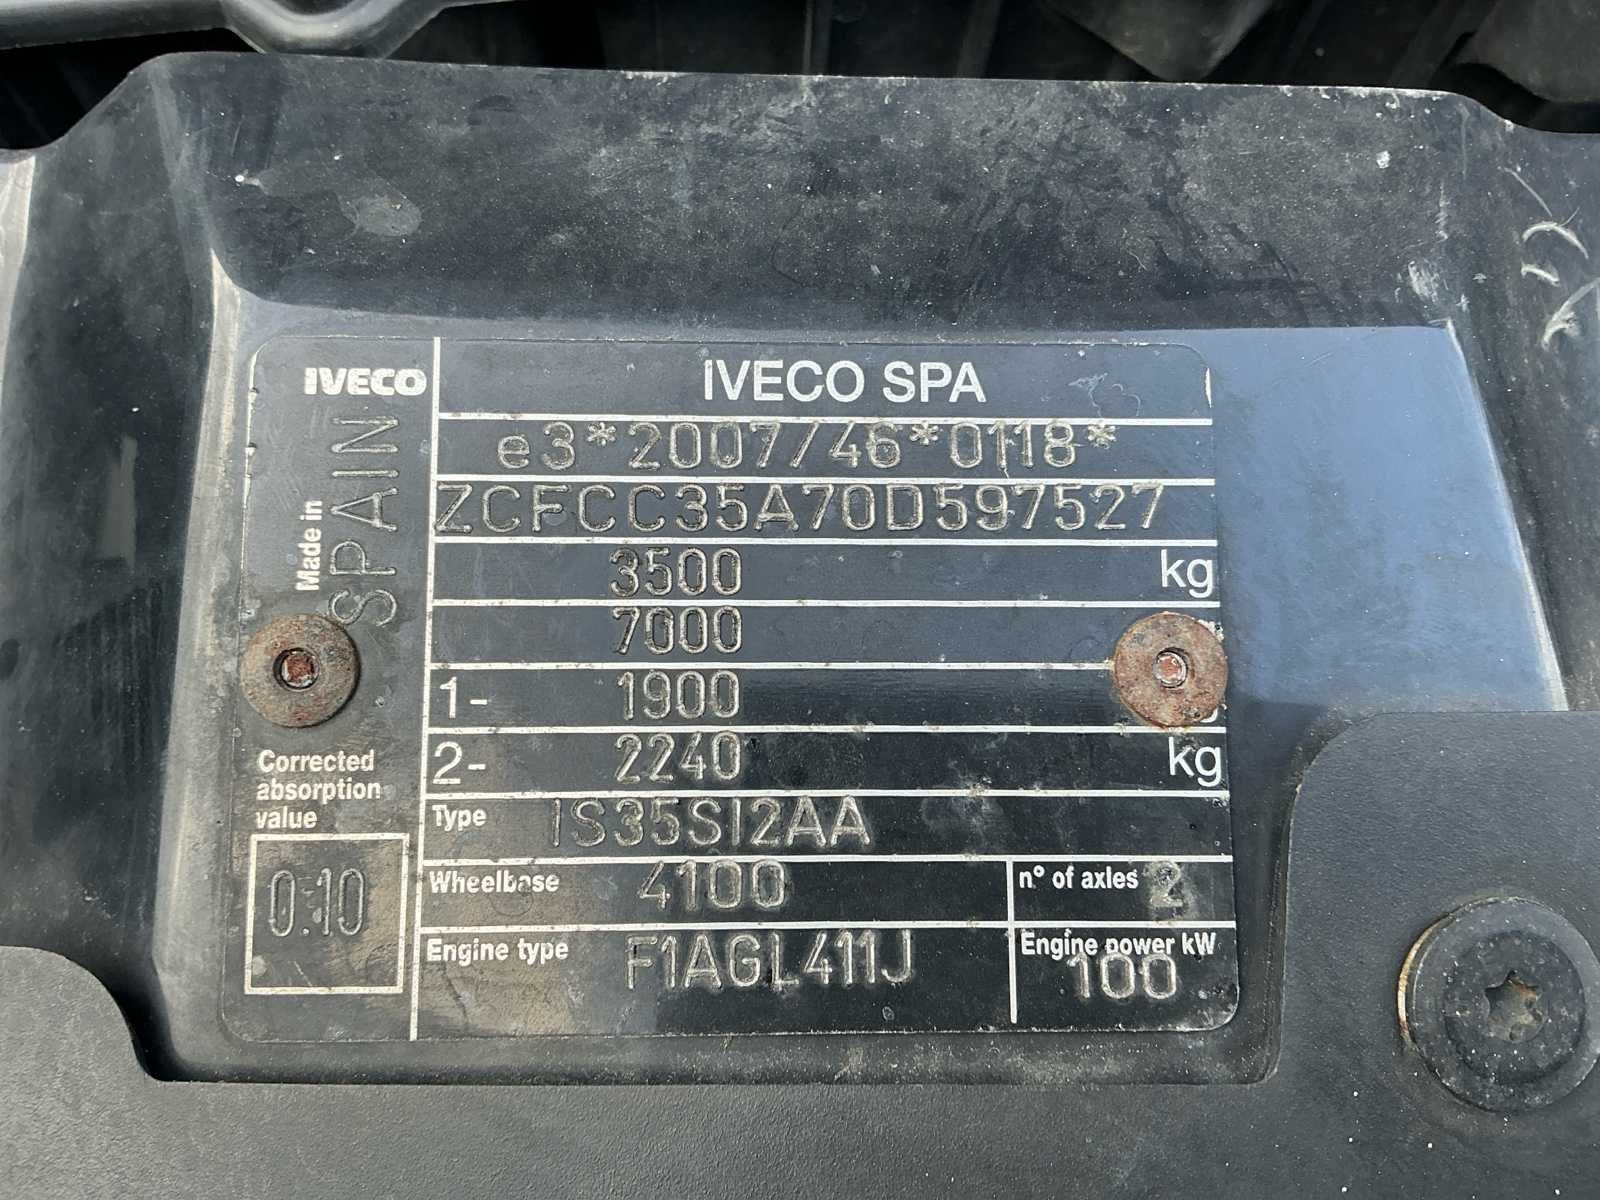 IVECO
IVECO SPA
e3*2007/46*0118*
ZCFCC35A70D597527
Made in
SPAIN
3500 kg
7000
1- 1900
2- 2240 kg
Corrected
absorption
value
0.10
Type IS35SI2AA
Wheelbase 4100
n° of axles 2
Engine type F1AGL411J
Engine power kW
100